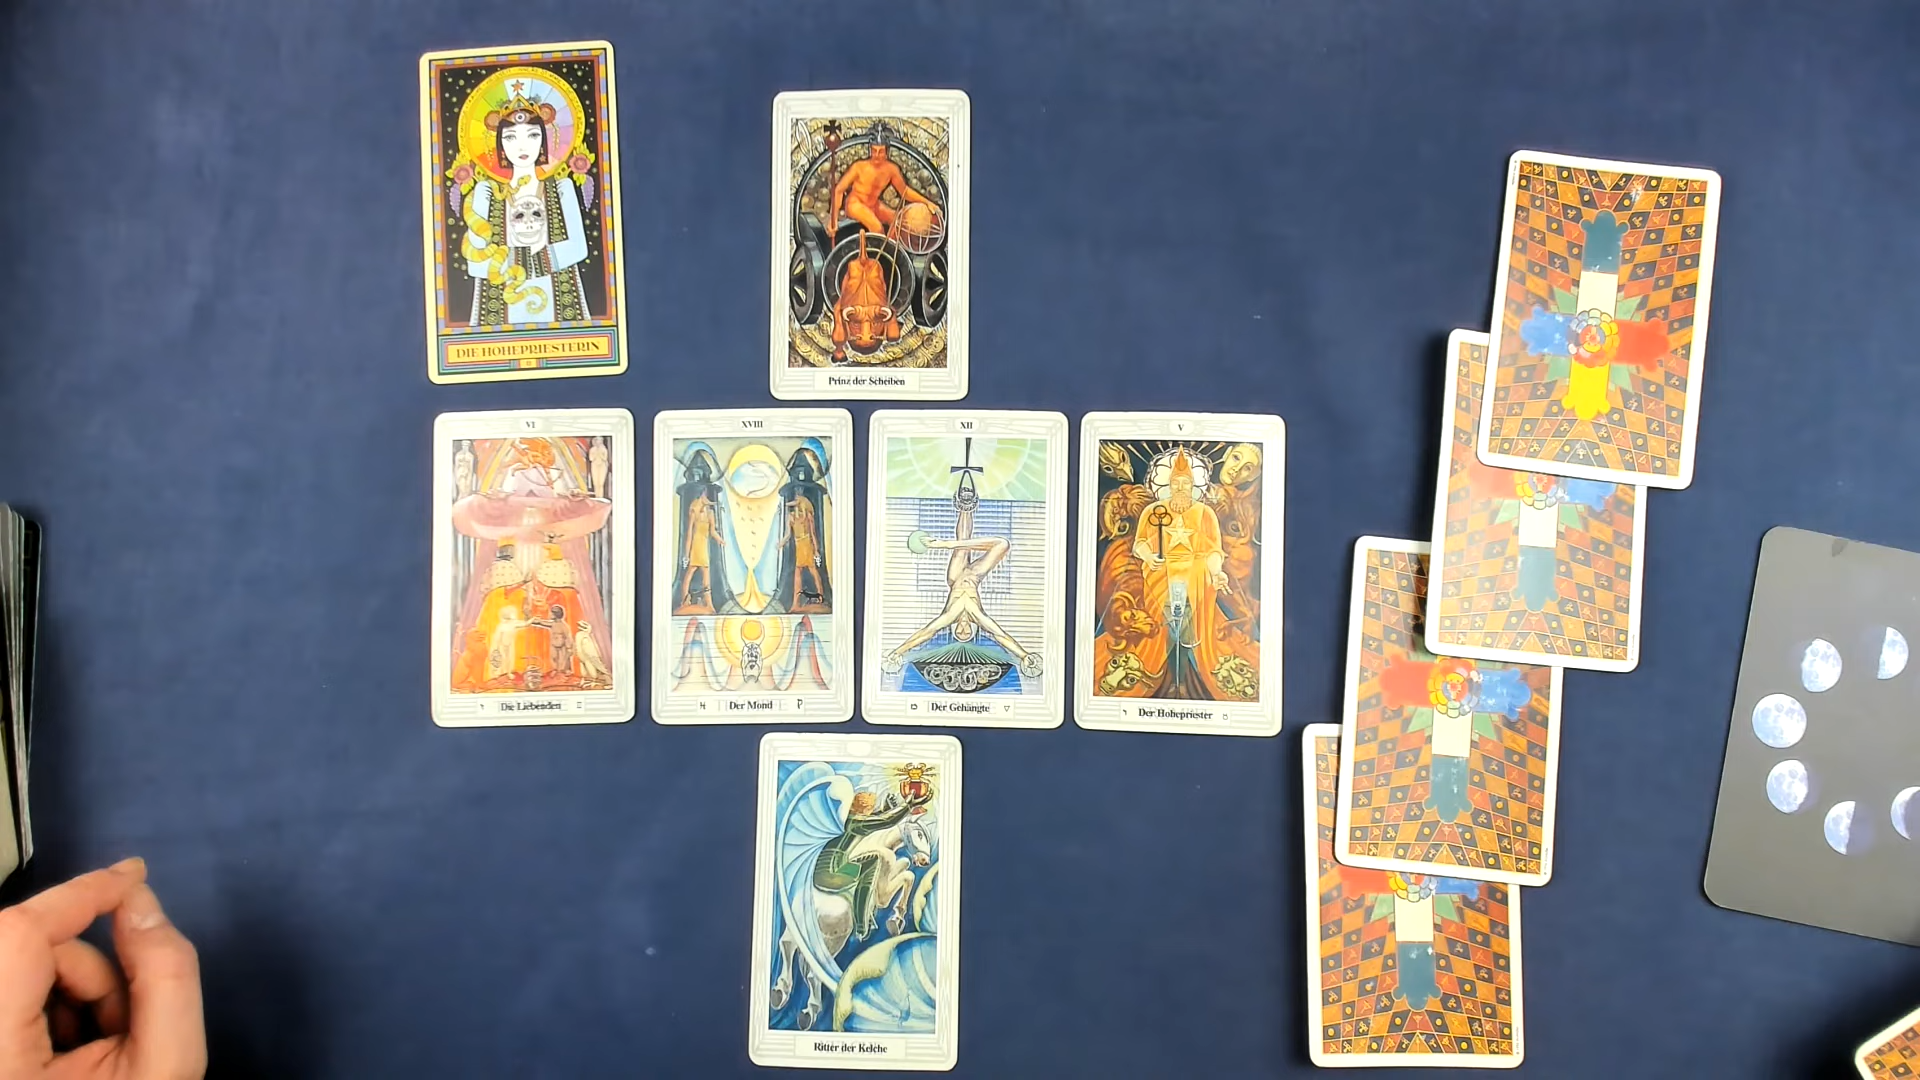 DIE HOHEPRIESTERIN
II
Prinz der Scheiben
VI
Die Liebenden
XVIII
Der Mond
XII
Der Gehängte
V
Der Hohepriester
Ritter der Kelche